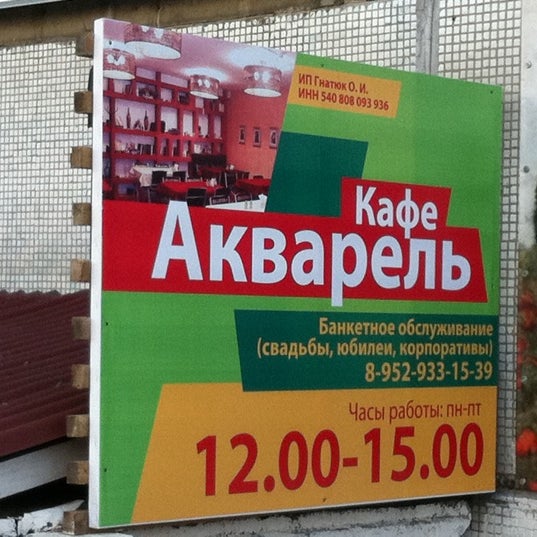 ИП Гнатюк О. И.
ИНН 540 808 093 936
Кафе
Акварель
Банкетное обслуживание
(свадьбы, юбилеи, корпоративы)
8-952-933-15-39
Часы работы: пн-пт
12.00-15.00